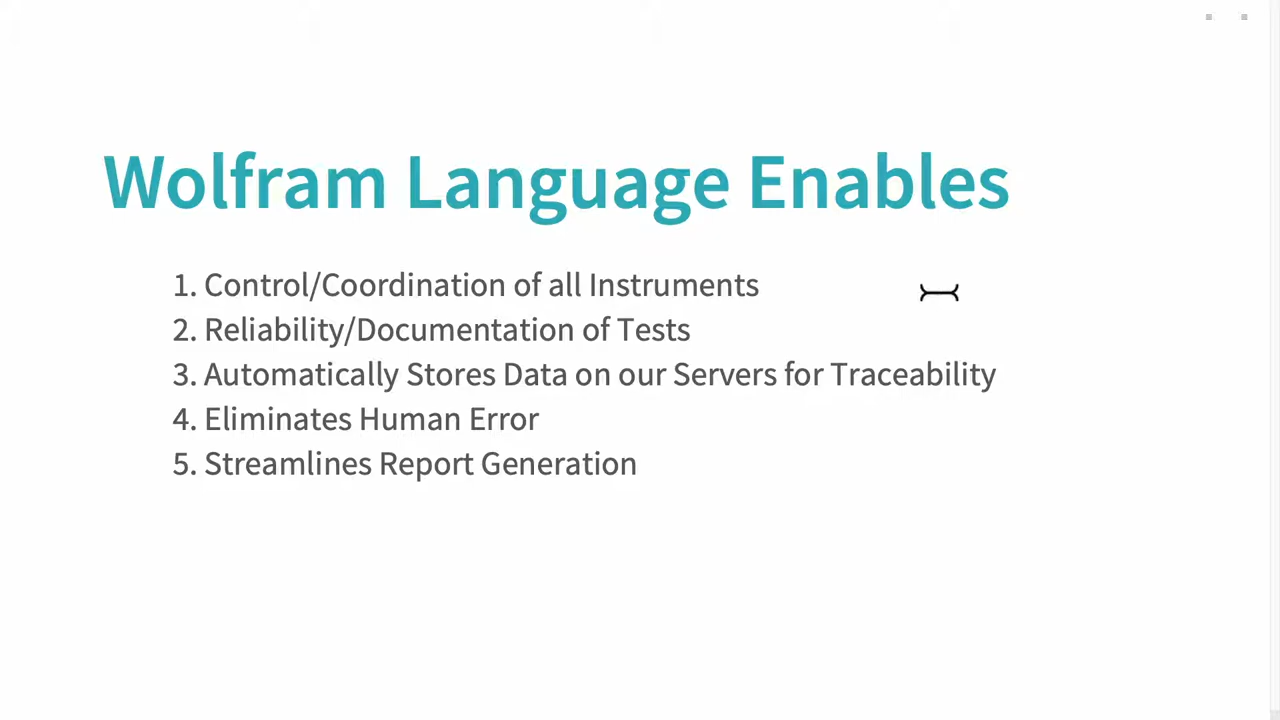 Wolfram Language Enables
1. Control/Coordination of all Instruments
2. Reliability/Documentation of Tests
3. Automatically Stores Data on our Servers for Traceability
4. Eliminates Human Error
5. Streamlines Report Generation